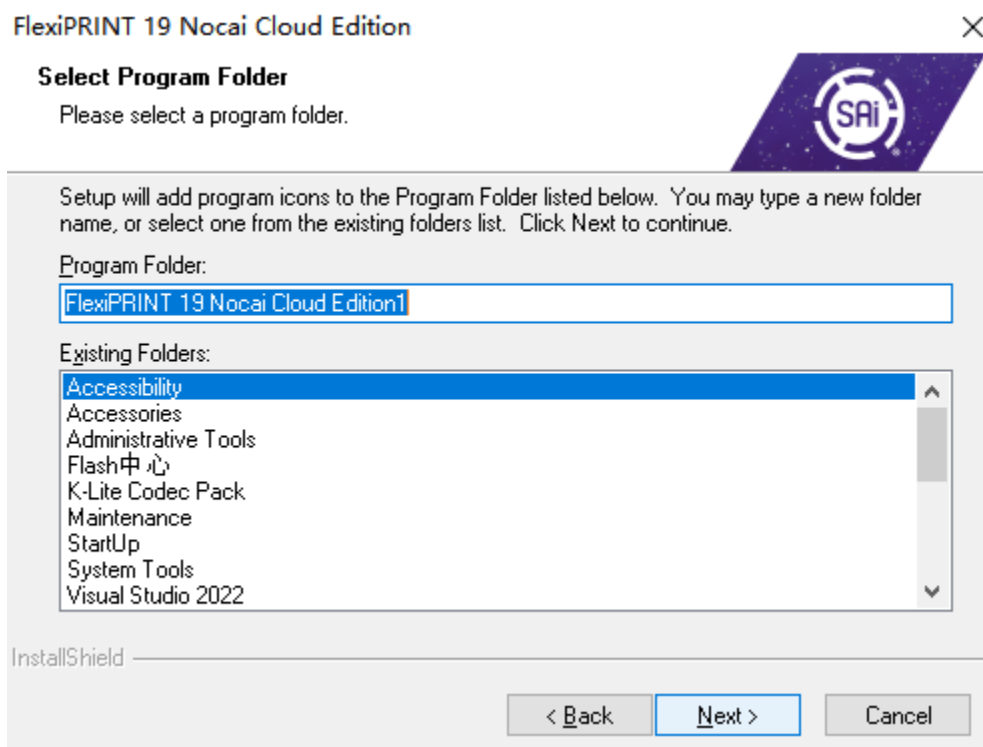 FlexiPRINT 19 Nocai Cloud Edition
Select Program Folder
Please select a program folder.
SAi
Setup will add program icons to the Program Folder listed below. You may type a new folder
name, or select one from the existing folders list. Click Next to continue.
Program Folder:
FlexiPRINT 19 Nocai Cloud Edition1
Existing Folders:
Accessibility
Accessories
Administrative Tools
Flash中心
K-Lite Codec Pack
Maintenance
StartUp
System Tools
Visual Studio 2022
InstallShield
< Back
Next >
Cancel